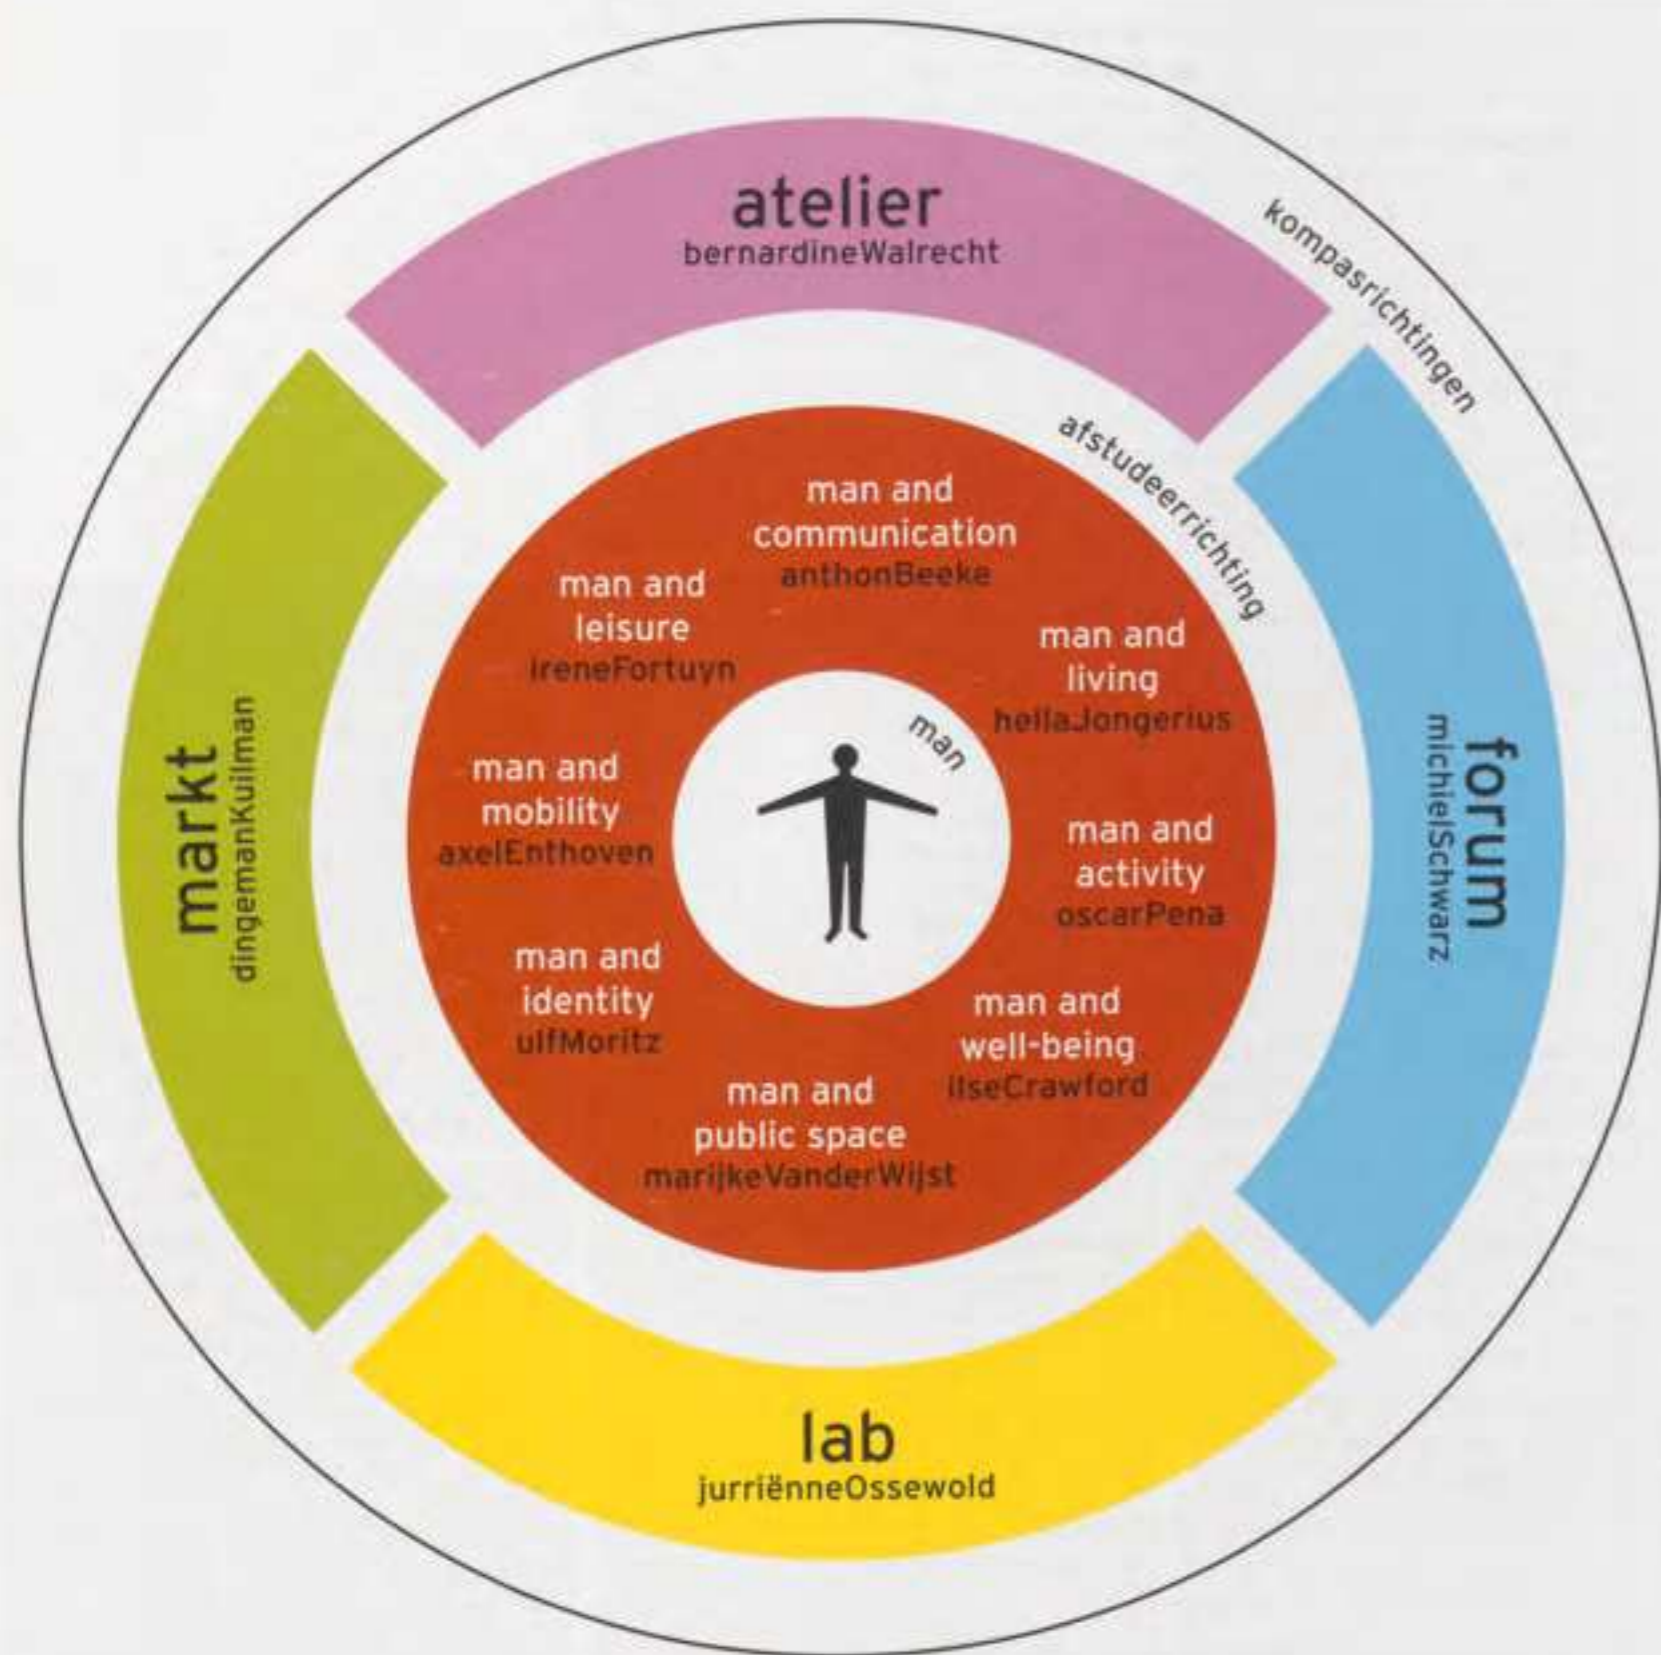 atelier
bernardineWalrecht
kompasrichtingen
afstudeerrichting
man and
communication
anthonBeeke
man and
leisure
ireneFortuyn
man and
living
hellaJongerius
man
man and
mobility
axelEnthoven
man and
activity
oscarPena
man and
identity
ulfMoritz
man and
well-being
ilseCrawford
man and
public space
marijkeVanderWijst
markt
dingemanKuilman
forum
michielSchwarz
lab
jurriënneOssewold